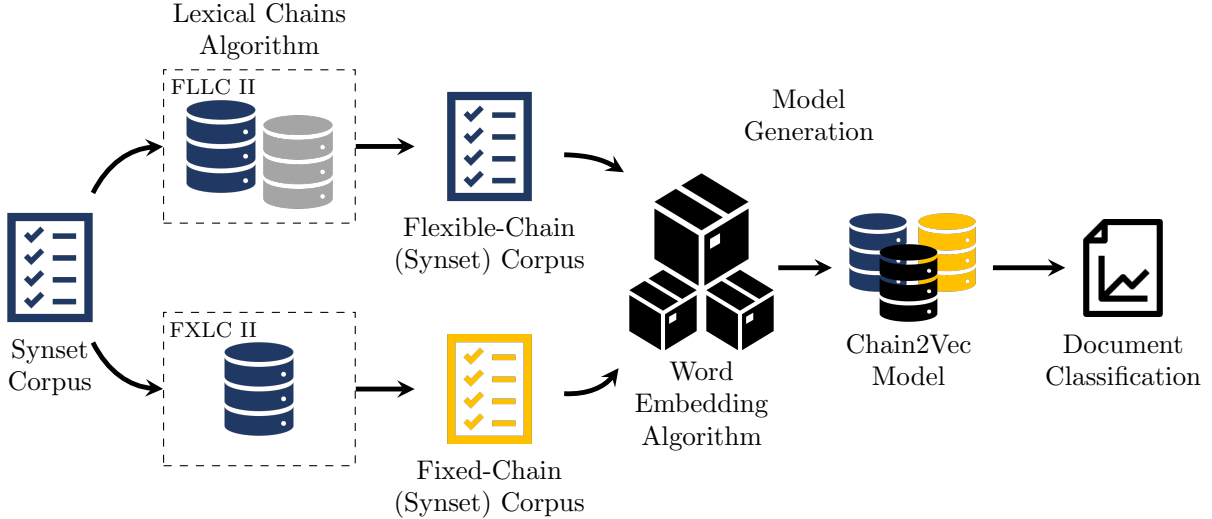 Lexical Chains
Algorithm
FLLC II
Flexible-Chain
(Synset) Corpus
Synset
Corpus
FXLC II
Fixed-Chain
(Synset) Corpus
Model
Generation
Word
Embedding
Algorithm
Chain2Vec
Model
Document
Classification